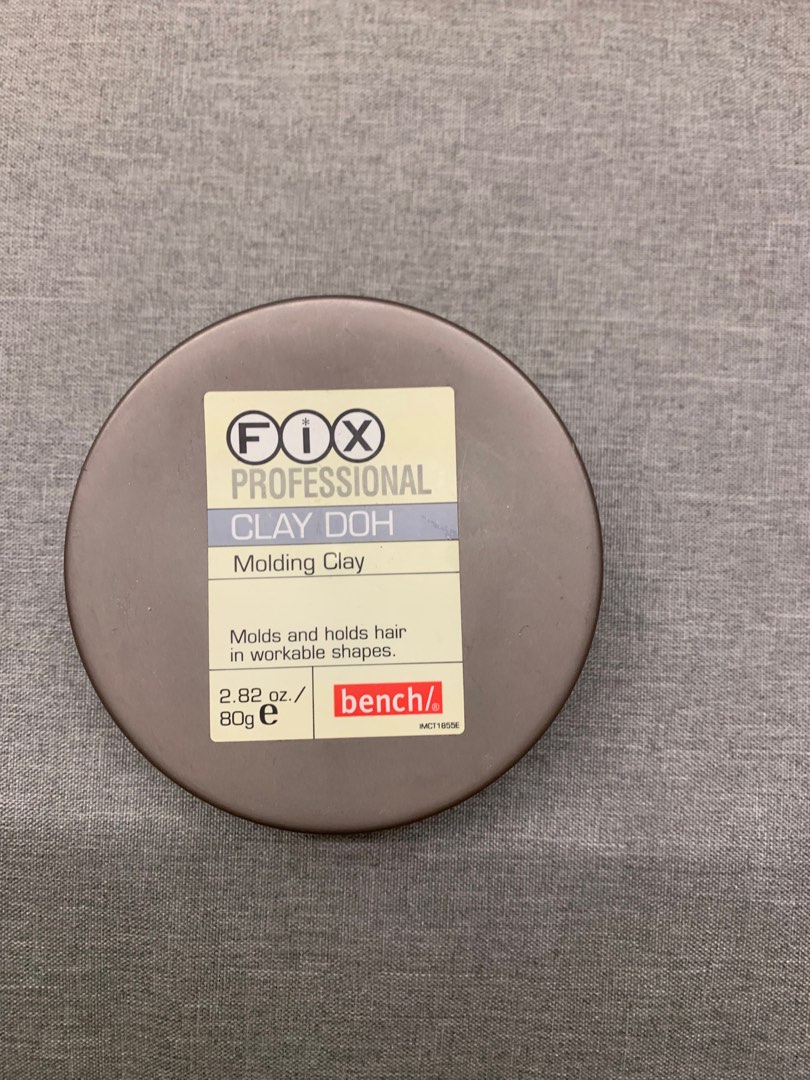 FiX
PROFESSIONAL
CLAY DOH
Molding Clay
Molds and holds hair
in workable shapes.
2.82 oz./
80g e
bench/®
IMCT1855E